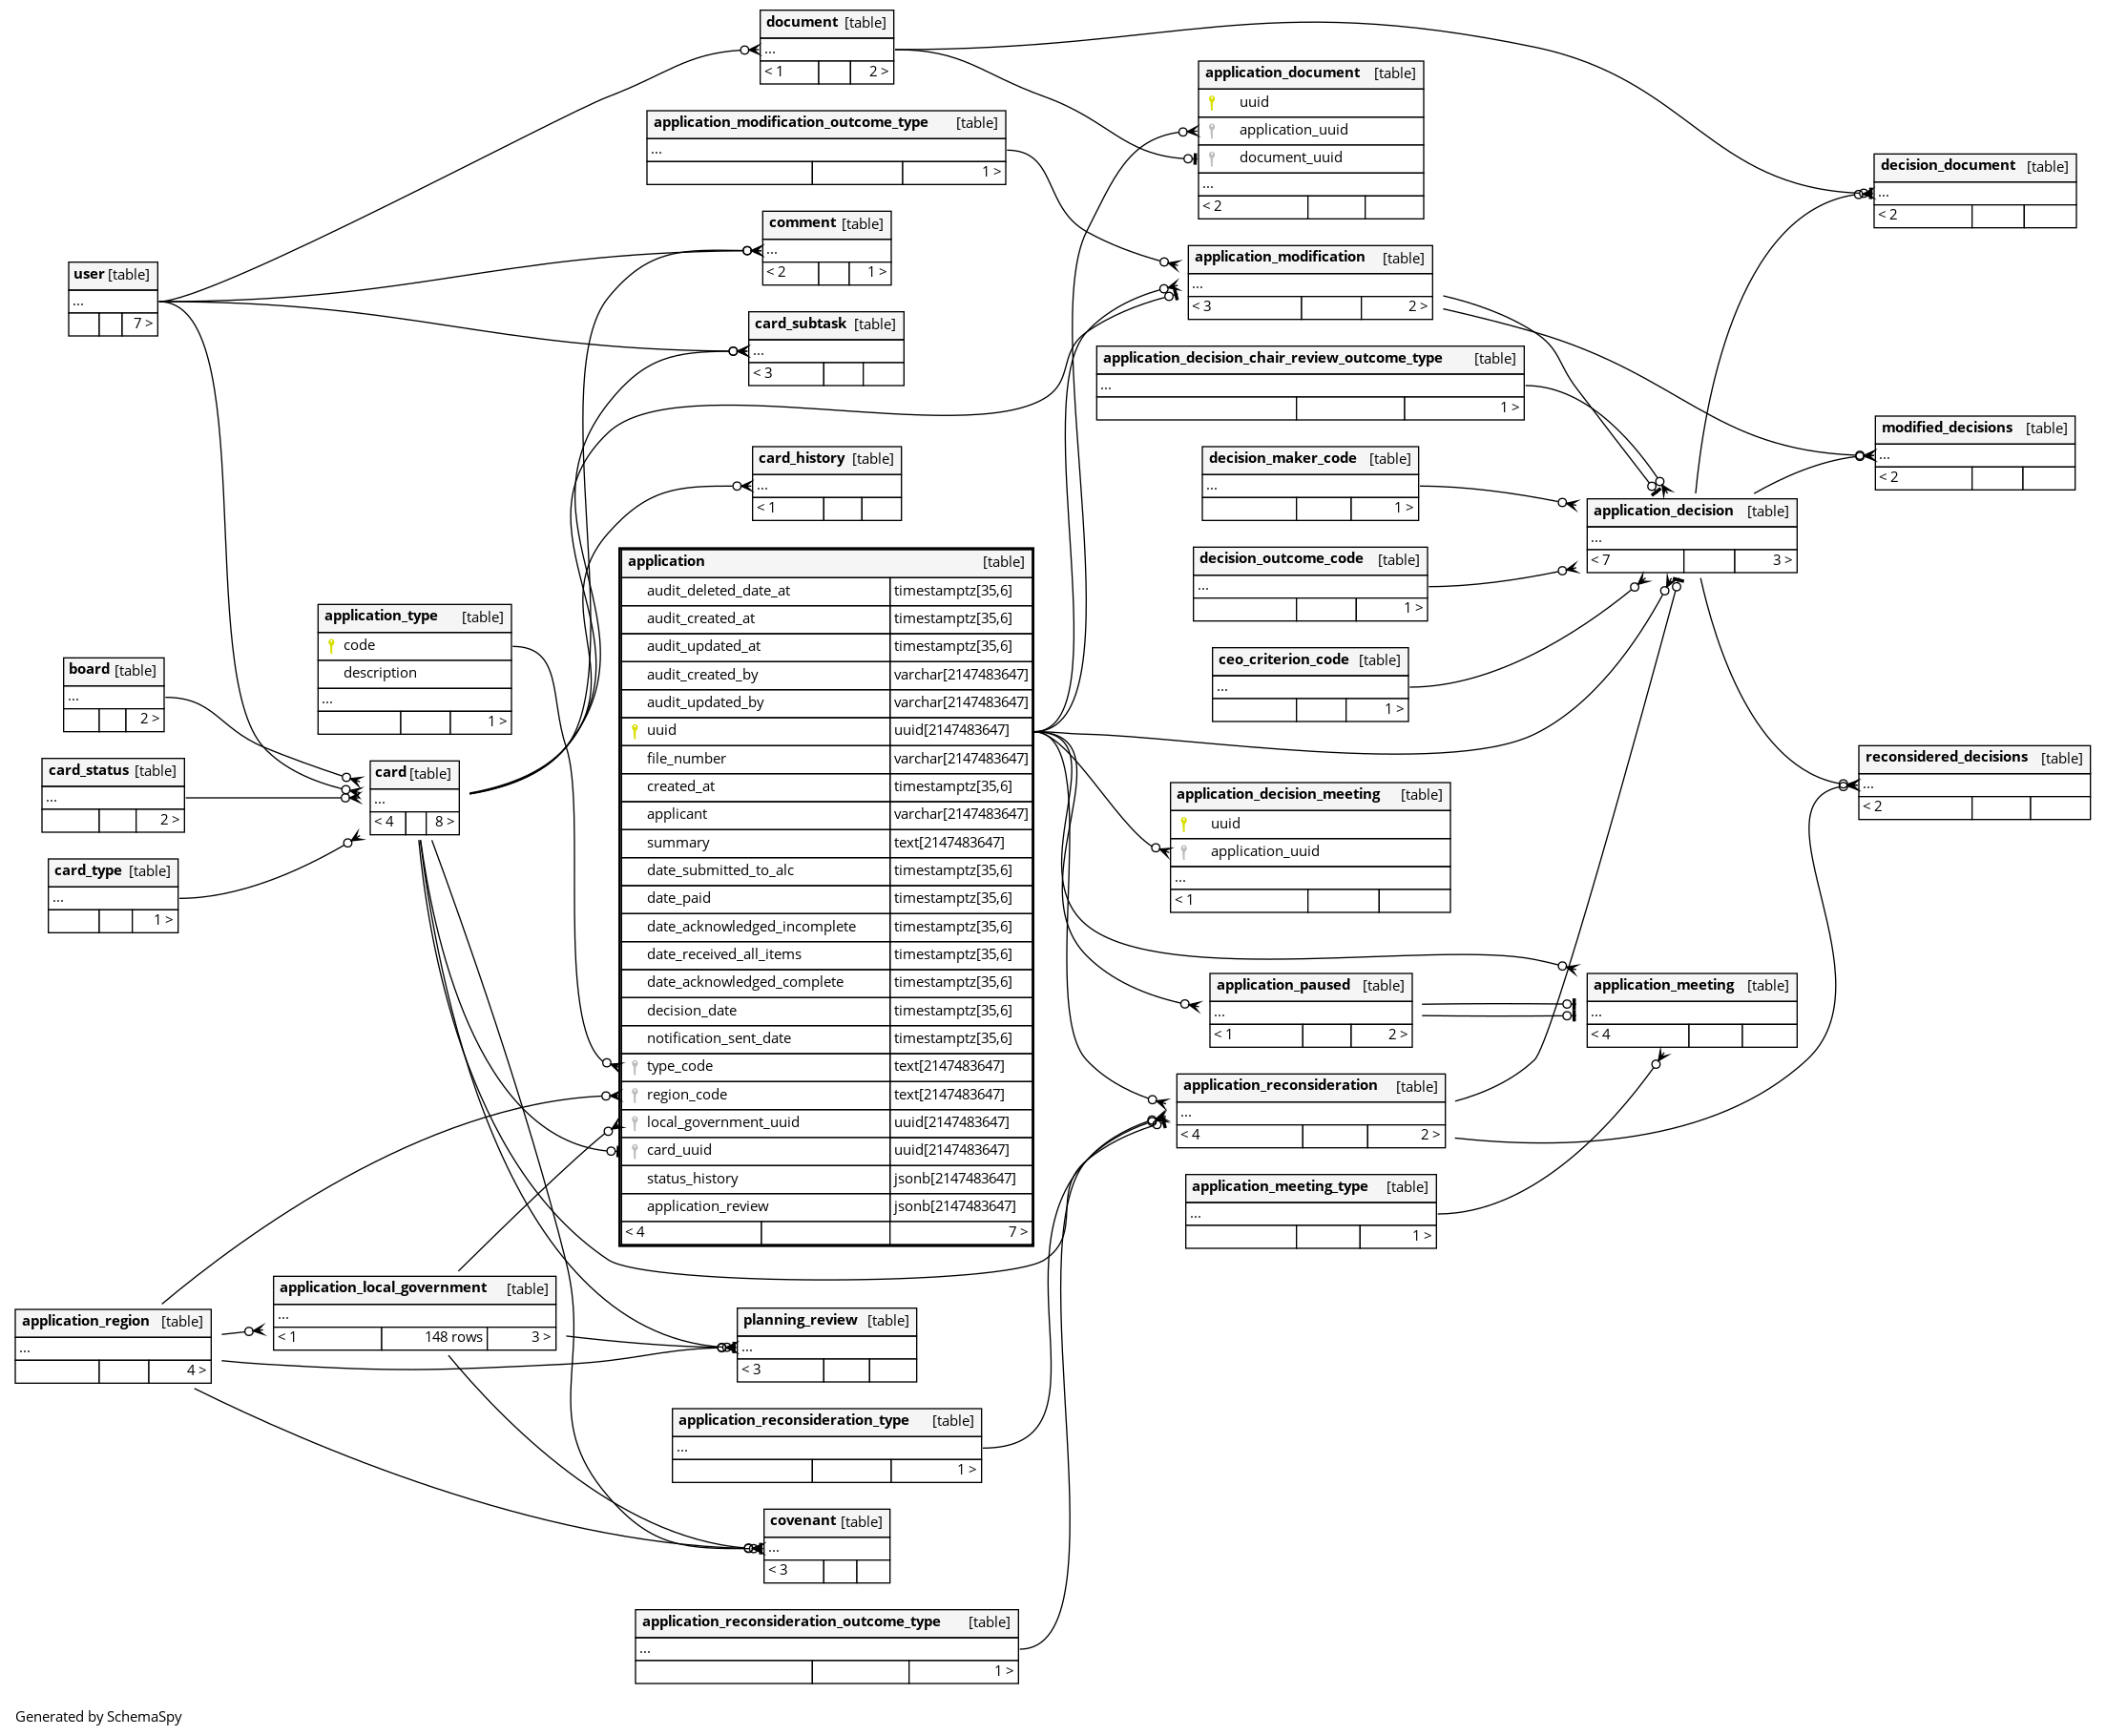 document [table]
...
< 1 2 >
application_modification_outcome_type [table]
...
1 >
comment [table]
...
< 2 1 >
user [table]
...
7 >
card_subtask [table]
...
< 3
card_history [table]
...
< 1
application_document [table]
uuid
application_uuid
document_uuid
...
< 2
decision_document [table]
...
< 2
application_modification [table]
...
< 3 2 >
application_decision_chair_review_outcome_type [table]
...
1 >
modified_decisions [table]
...
< 2
decision_maker_code [table]
...
1 >
application_decision [table]
...
< 7 3 >
decision_outcome_code [table]
...
1 >
ceo_criterion_code [table]
...
1 >
application_type [table]
code
description
...
1 >
board [table]
...
2 >
card_status [table]
...
2 >
card [table]
...
< 4 8 >
card_type [table]
...
1 >
application [table]
audit_deleted_date_at timestamptz[35,6]
audit_created_at timestamptz[35,6]
audit_updated_at timestamptz[35,6]
audit_created_by varchar[2147483647]
audit_updated_by varchar[2147483647]
uuid uuid[2147483647]
file_number varchar[2147483647]
created_at timestamptz[35,6]
applicant varchar[2147483647]
summary text[2147483647]
date_submitted_to_alc timestamptz[35,6]
date_paid timestamptz[35,6]
date_acknowledged_incomplete timestamptz[35,6]
date_received_all_items timestamptz[35,6]
date_acknowledged_complete timestamptz[35,6]
decision_date timestamptz[35,6]
notification_sent_date timestamptz[35,6]
type_code text[2147483647]
region_code text[2147483647]
local_government_uuid uuid[2147483647]
card_uuid uuid[2147483647]
status_history jsonb[2147483647]
application_review jsonb[2147483647]
< 4 7 >
reconsidered_decisions [table]
...
< 2
application_decision_meeting [table]
uuid
application_uuid
...
< 1
application_paused [table]
...
< 1 2 >
application_meeting [table]
...
< 4
application_reconsideration [table]
...
< 4 2 >
application_meeting_type [table]
...
1 >
application_region [table]
...
4 >
application_local_government [table]
...
< 1 148 rows 3 >
planning_review [table]
...
< 3
application_reconsideration_type [table]
...
1 >
covenant [table]
...
< 3
application_reconsideration_outcome_type [table]
...
1 >
Generated by SchemaSpy